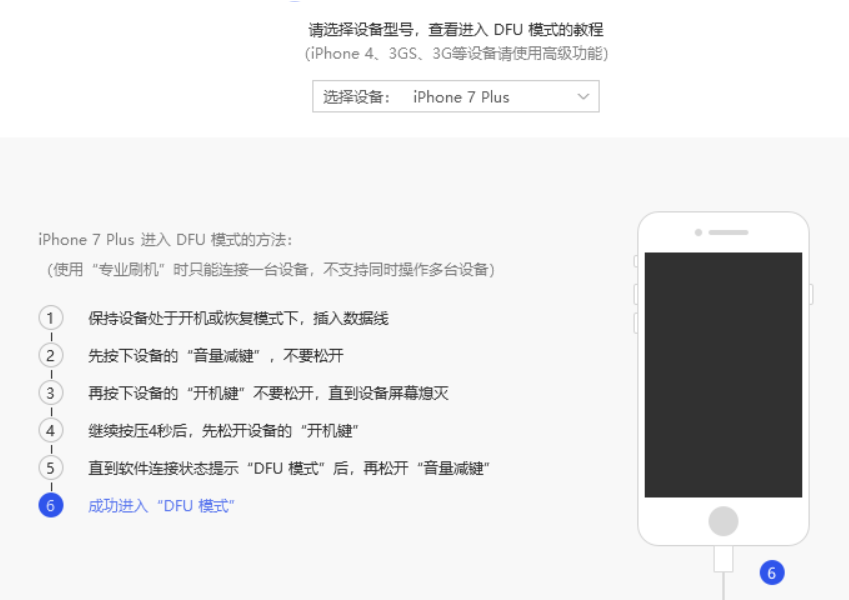 请选择设备型号，查看进入 DFU 模式的教程
(iPhone 4、3GS、3G等设备请使用高级功能)
选择设备： iPhone 7 Plus
iPhone 7 Plus 进入 DFU 模式的方法：
（使用“专业刷机”时只能连接一台设备，不支持同时操作多台设备）
1 保持设备处于开机或恢复模式下，插入数据线
2 先按下设备的“音量减键”，不要松开
3 再按下设备的“开机键”不要松开，直到设备屏幕熄灭
4 继续按压4秒后，先松开设备的“开机键”
5 直到软件连接状态提示“DFU 模式”后，再松开“音量减键”
6 成功进入“DFU 模式”
6